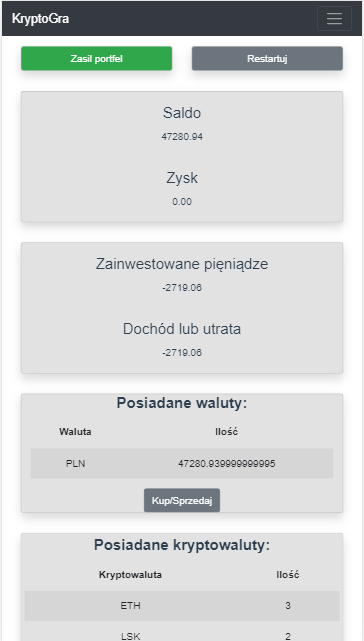 KryptoGra
Zasil portfel Restartuj
Saldo
47280.94
Zysk
0.00
Zainwestowane pięniądze
-2719.06
Dochód lub utrata
-2719.06
Posiadane waluty:
Waluta Ilość
PLN 47280.939999999995
Kup/Sprzedaj
Posiadane kryptowaluty:
Kryptowaluta Ilość
ETH 3
LSK 2